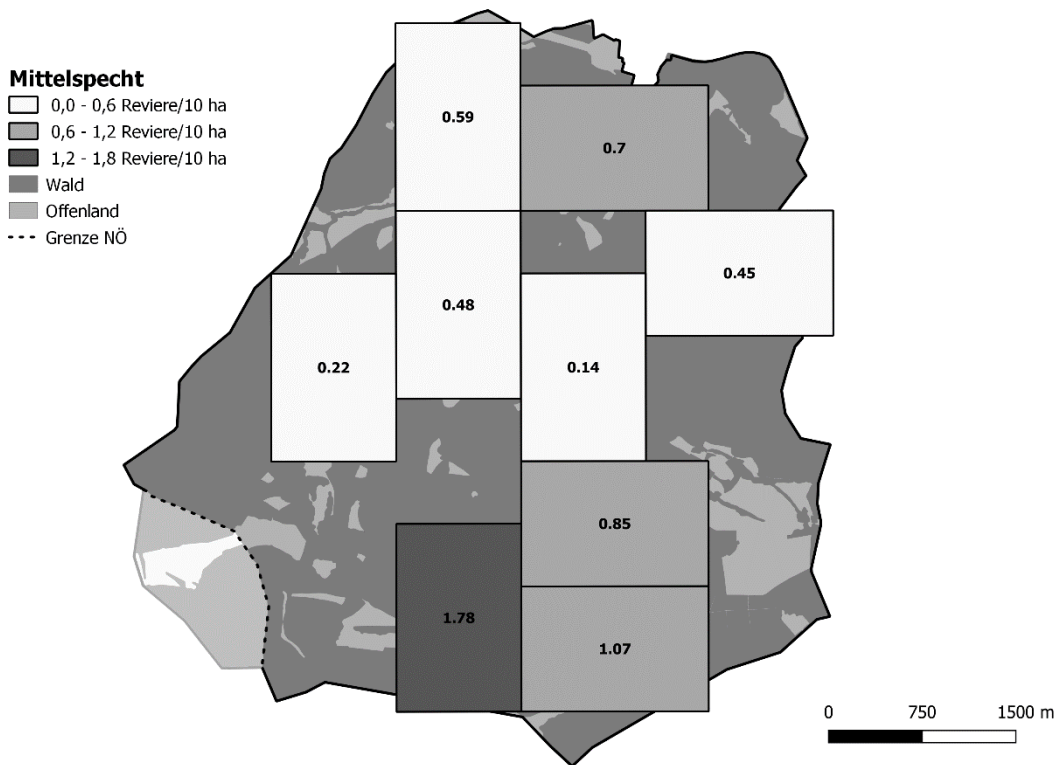 Mittelspecht
0,0 - 0,6 Reviere/10 ha
0,6 - 1,2 Reviere/10 ha
1,2 - 1,8 Reviere/10 ha
Wald
Offenland
Grenze NÖ
0.59
0.7
0.45
0.48
0.22
0.14
0.85
1.78
1.07
0 750 1500 m